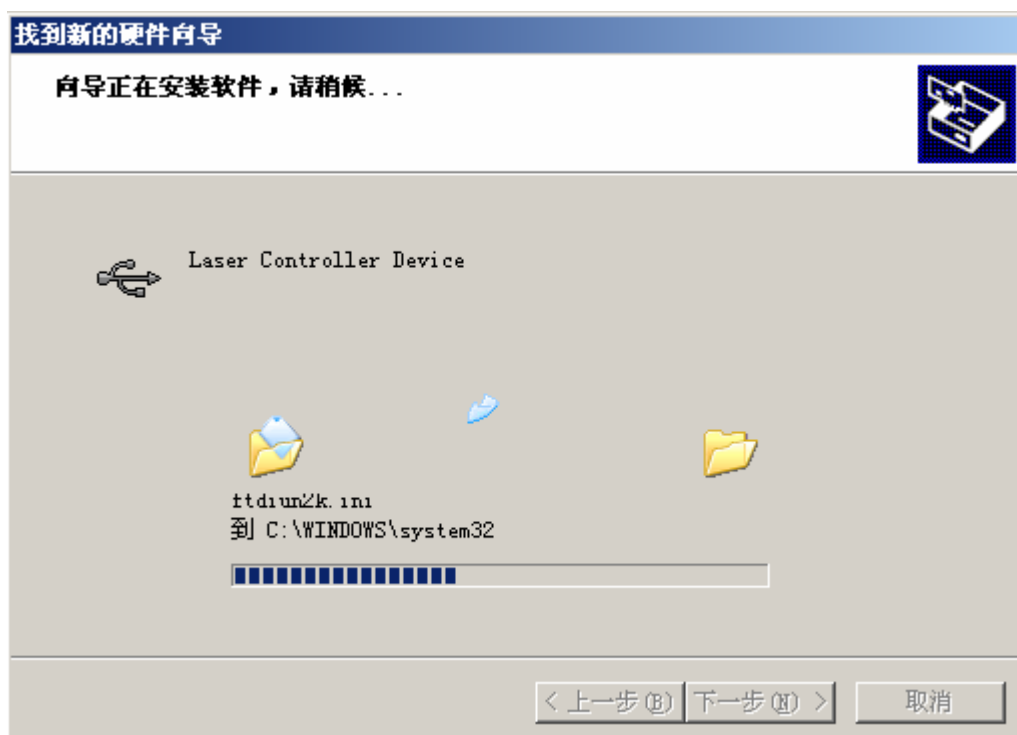 找到新的硬件向导
向导正在安装软件，请稍候...
Laser Controller Device
ftdiun2k.ini
到 C:\WINDOWS\system32
< 上一步(B) 下一步(N) > 取消